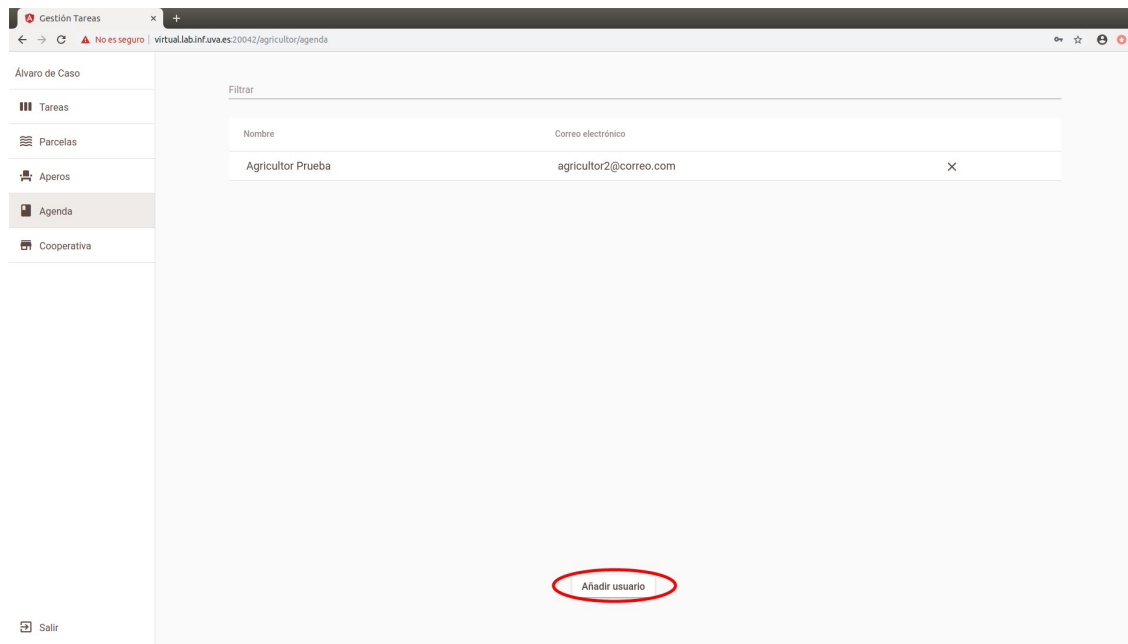 Gestión Tareas
No es seguro | virtual.lab.inf.uva.es:20042/agricultor/agenda
Álvaro de Caso
Tareas
Parcelas
Aperos
Agenda
Cooperativa
Salir
Filtrar
Nombre Correo electrónico
Agricultor Prueba agricultor2@correo.com
Añadir usuario